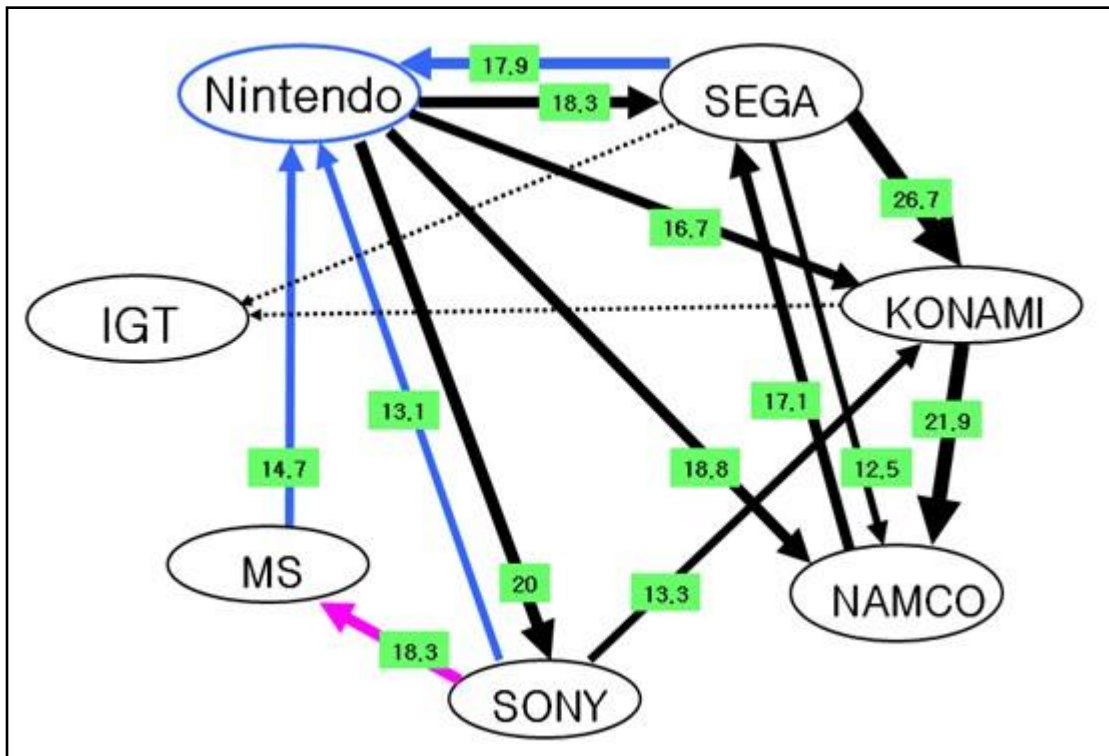 17.9
Nintendo
SEGA
18.3
26.7
16.7
IGT
KONAMI
13.1
17.1
21.9
14.7
18.8
12.5
MS
20
13.3
NAMCO
18.3
SONY